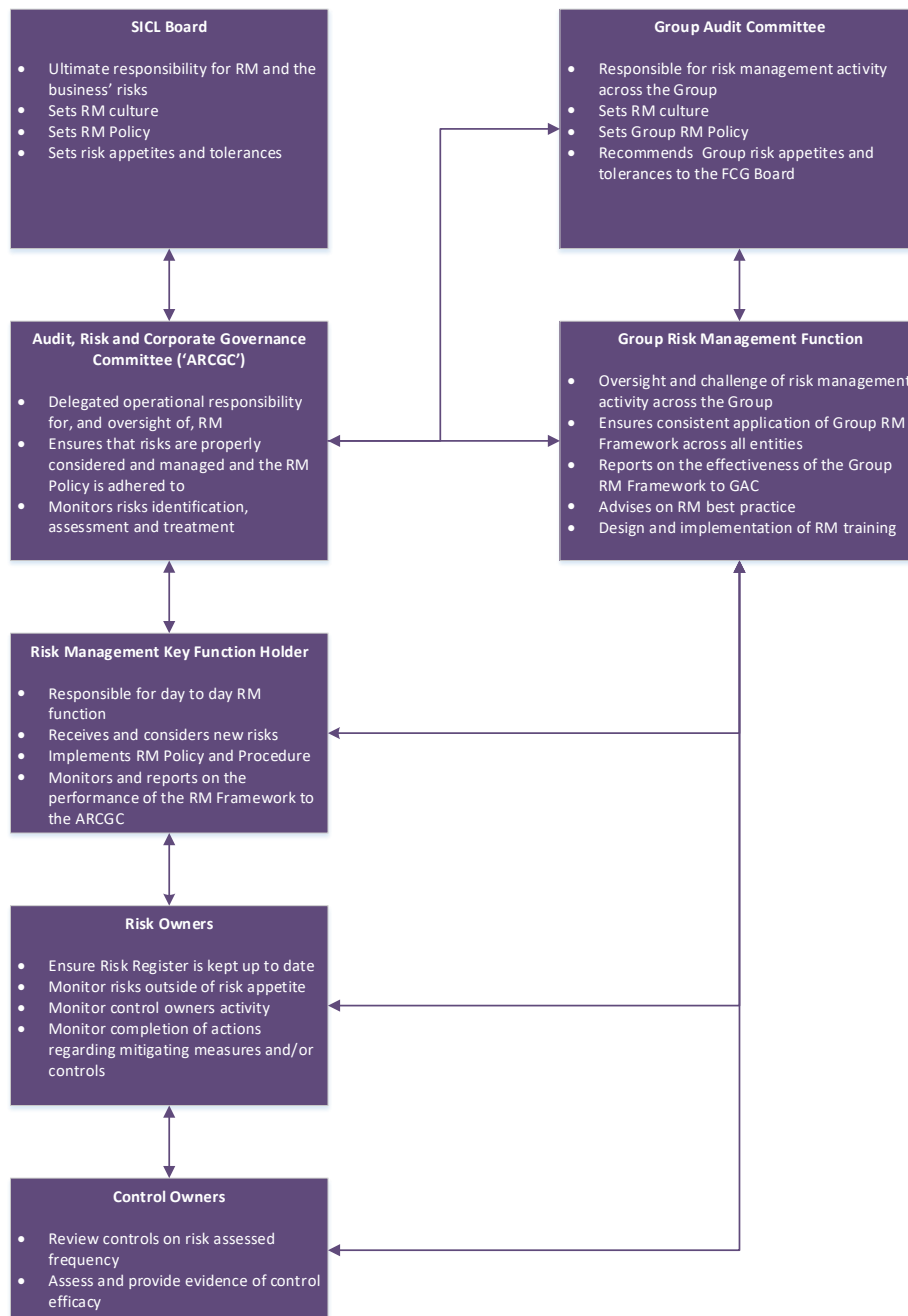 SICL Board
• Ultimate responsibility for RM and the
business’ risks
• Sets RM culture
• Sets RM Policy
• Sets risk appetites and tolerances
Group Audit Committee
• Responsible for risk management activity
across the Group
• Sets RM culture
• Sets Group RM Policy
• Recommends Group risk appetites and
tolerances to the FCG Board
Audit, Risk and Corporate Governance
Committee (‘ARCGC’)
• Delegated operational responsibility
for, and oversight of, RM
• Ensures that risks are properly
considered and managed and the RM
Policy is adhered to
• Monitors risks identification,
assessment and treatment
Group Risk Management Function
• Oversight and challenge of risk management
activity across the Group
• Ensures consistent application of Group RM
Framework across all entities
• Reports on the effectiveness of the Group
RM Framework to GAC
• Advises on RM best practice
• Design and implementation of RM training
Risk Management Key Function Holder
• Responsible for day to day RM
function
• Receives and considers new risks
• Implements RM Policy and Procedure
• Monitors and reports on the
performance of the RM Framework to
the ARCGC
Risk Owners
• Ensure Risk Register is kept up to date
• Monitor risks outside of risk appetite
• Monitor control owners activity
• Monitor completion of actions
regarding mitigating measures and/or
controls
Control Owners
• Review controls on risk assessed
frequency
• Assess and provide evidence of control
efficacy